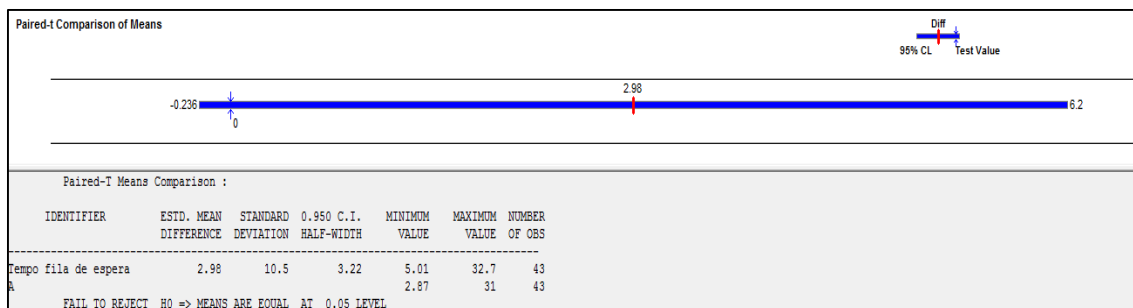 Paired-t Comparison of Means
Diff
95% CL Test Value
2.98
-0.236 6.2
0
Paired-T Means Comparison :
IDENTIFIER ESTD. MEAN STANDARD 0.950 C.I. MINIMUM MAXIMUM NUMBER
DIFFERENCE DEVIATION HALF-WIDTH VALUE VALUE OF OBS
Tempo fila de espera 2.98 10.5 3.22 5.01 32.7 43
A 2.87 31 43
FAIL TO REJECT H0 => MEANS ARE EQUAL AT 0.05 LEVEL